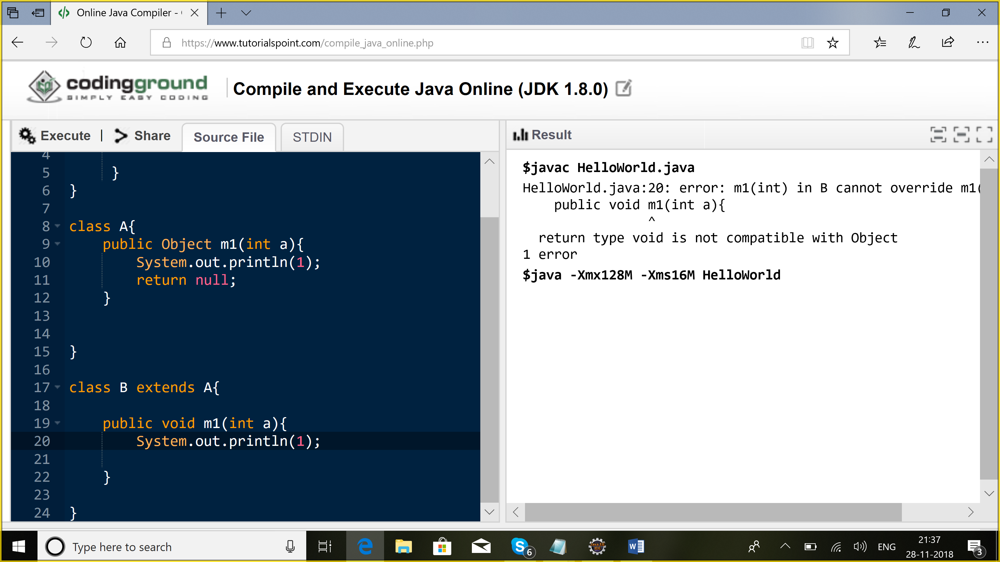 Online Java Compiler - (
https://www.tutorialspoint.com/compile_java_online.php
codingground
SIMPLY EASY CODING
Compile and Execute Java Online (JDK 1.8.0)
Execute | Share Source File STDIN
Result
4
5 }
6 }
7
8 class A{
9 public Object m1(int a){
10 System.out.println(1);
11 return null;
12 }
13
14
15 }
16
17 class B extends A{
18
19 public void m1(int a){
20 System.out.println(1);
21
22 }
23
24 }
$javac HelloWorld.java
HelloWorld.java:20: error: m1(int) in B cannot override m1(
public void m1(int a){
^
return type void is not compatible with Object
1 error
$java -Xmx128M -Xms16M HelloWorld
Type here to search
S 6
Java EE
IDE
W
ENG
21:37
28-11-2018
3